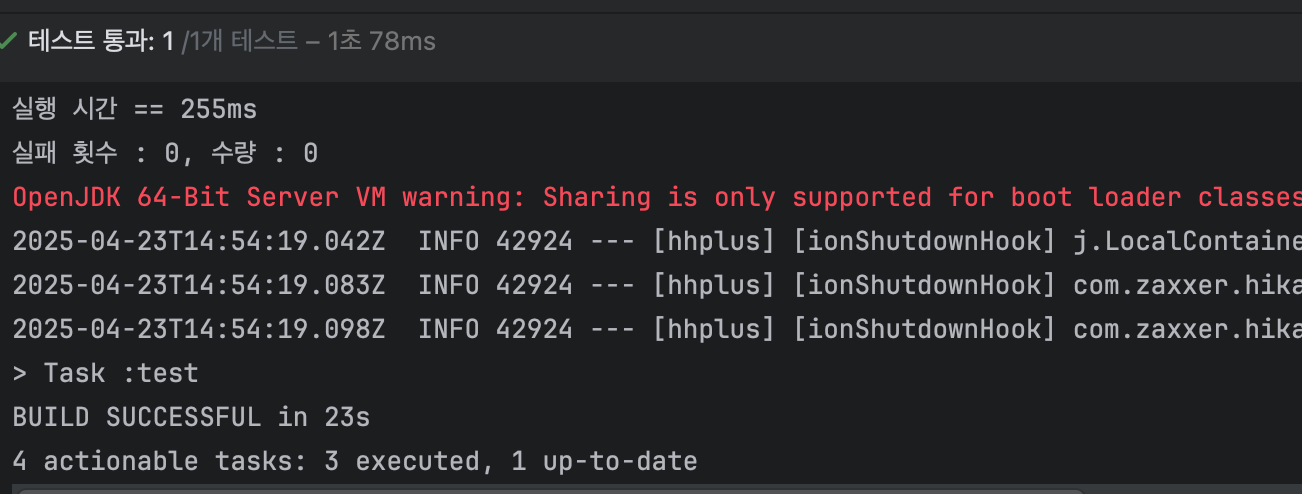 테스트 통과: 1 /1개 테스트 – 1초 78ms
실행 시간 == 255ms
실패 횟수 : 0, 수량 : 0
OpenJDK 64-Bit Server VM warning: Sharing is only supported for boot loader classes
2025-04-23T14:54:19.042Z  INFO 42924 --- [hhplus] [ionShutdownHook] j.LocalContaine
2025-04-23T14:54:19.083Z  INFO 42924 --- [hhplus] [ionShutdownHook] com.zaxxer.hika
2025-04-23T14:54:19.098Z  INFO 42924 --- [hhplus] [ionShutdownHook] com.zaxxer.hika
> Task :test
BUILD SUCCESSFUL in 23s
4 actionable tasks: 3 executed, 1 up-to-date